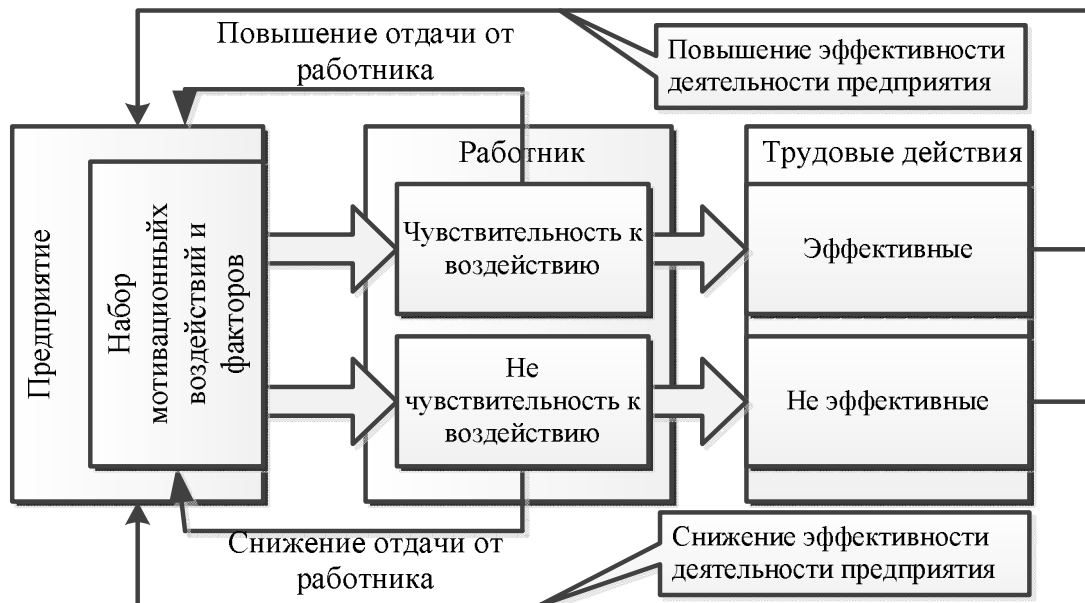 Повышение отдачи от
работника
Повышение эффективности
деятельности предприятия
Предприятие
Набор
мотивационныйх
воздействий и
факторов
Работник
Чувствительность к
воздействию
Не
чувствительность к
воздействию
Трудовые действия
Эффективные
Не эффективные
Снижение отдачи от
работника
Снижение эффективности
деятельности предприятия